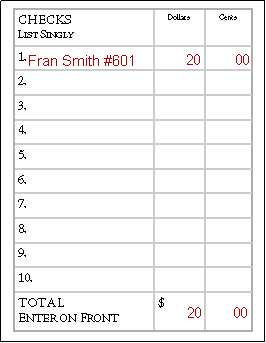 CHECKS Dollars Cents
LIST SINGLY
1. Fran Smith #601 20 00
2.
3.
4.
5.
6.
7.
8.
9.
10.
TOTAL $
ENTER ON FRONT 20 00